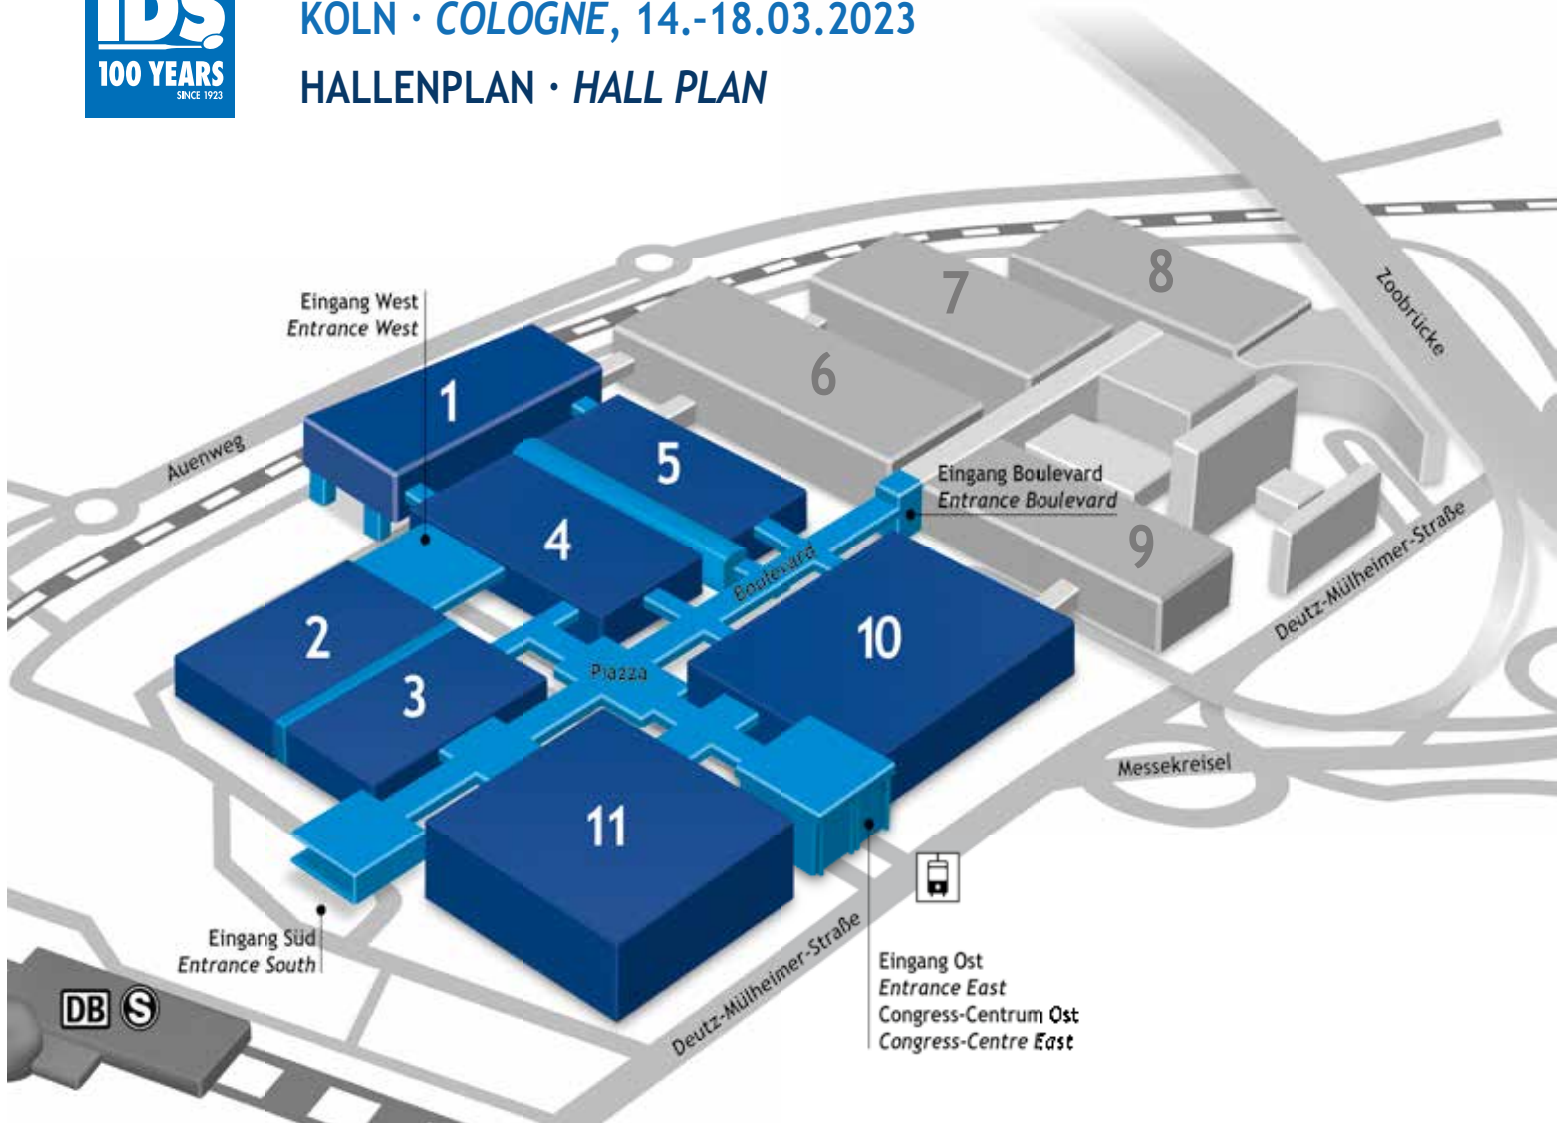 IDS
100 YEARS
SINCE 1923
KÖLN · COLOGNE, 14.-18.03.2023
HALLENPLAN · HALL PLAN
Zoobrücke
8
7
6
Eingang West
Entrance West
1
Auenweg
5
Eingang Boulevard
Entrance Boulevard
4
Boulevard
9
Deutz-Mülheimer-Straße
2
10
Piazza
3
Messekreisel
11
Eingang Süd
Entrance South
Deutz-Mülheimer-Straße
Eingang Ost
Entrance East
Congress-Centrum Ost
Congress-Centre East
DB S